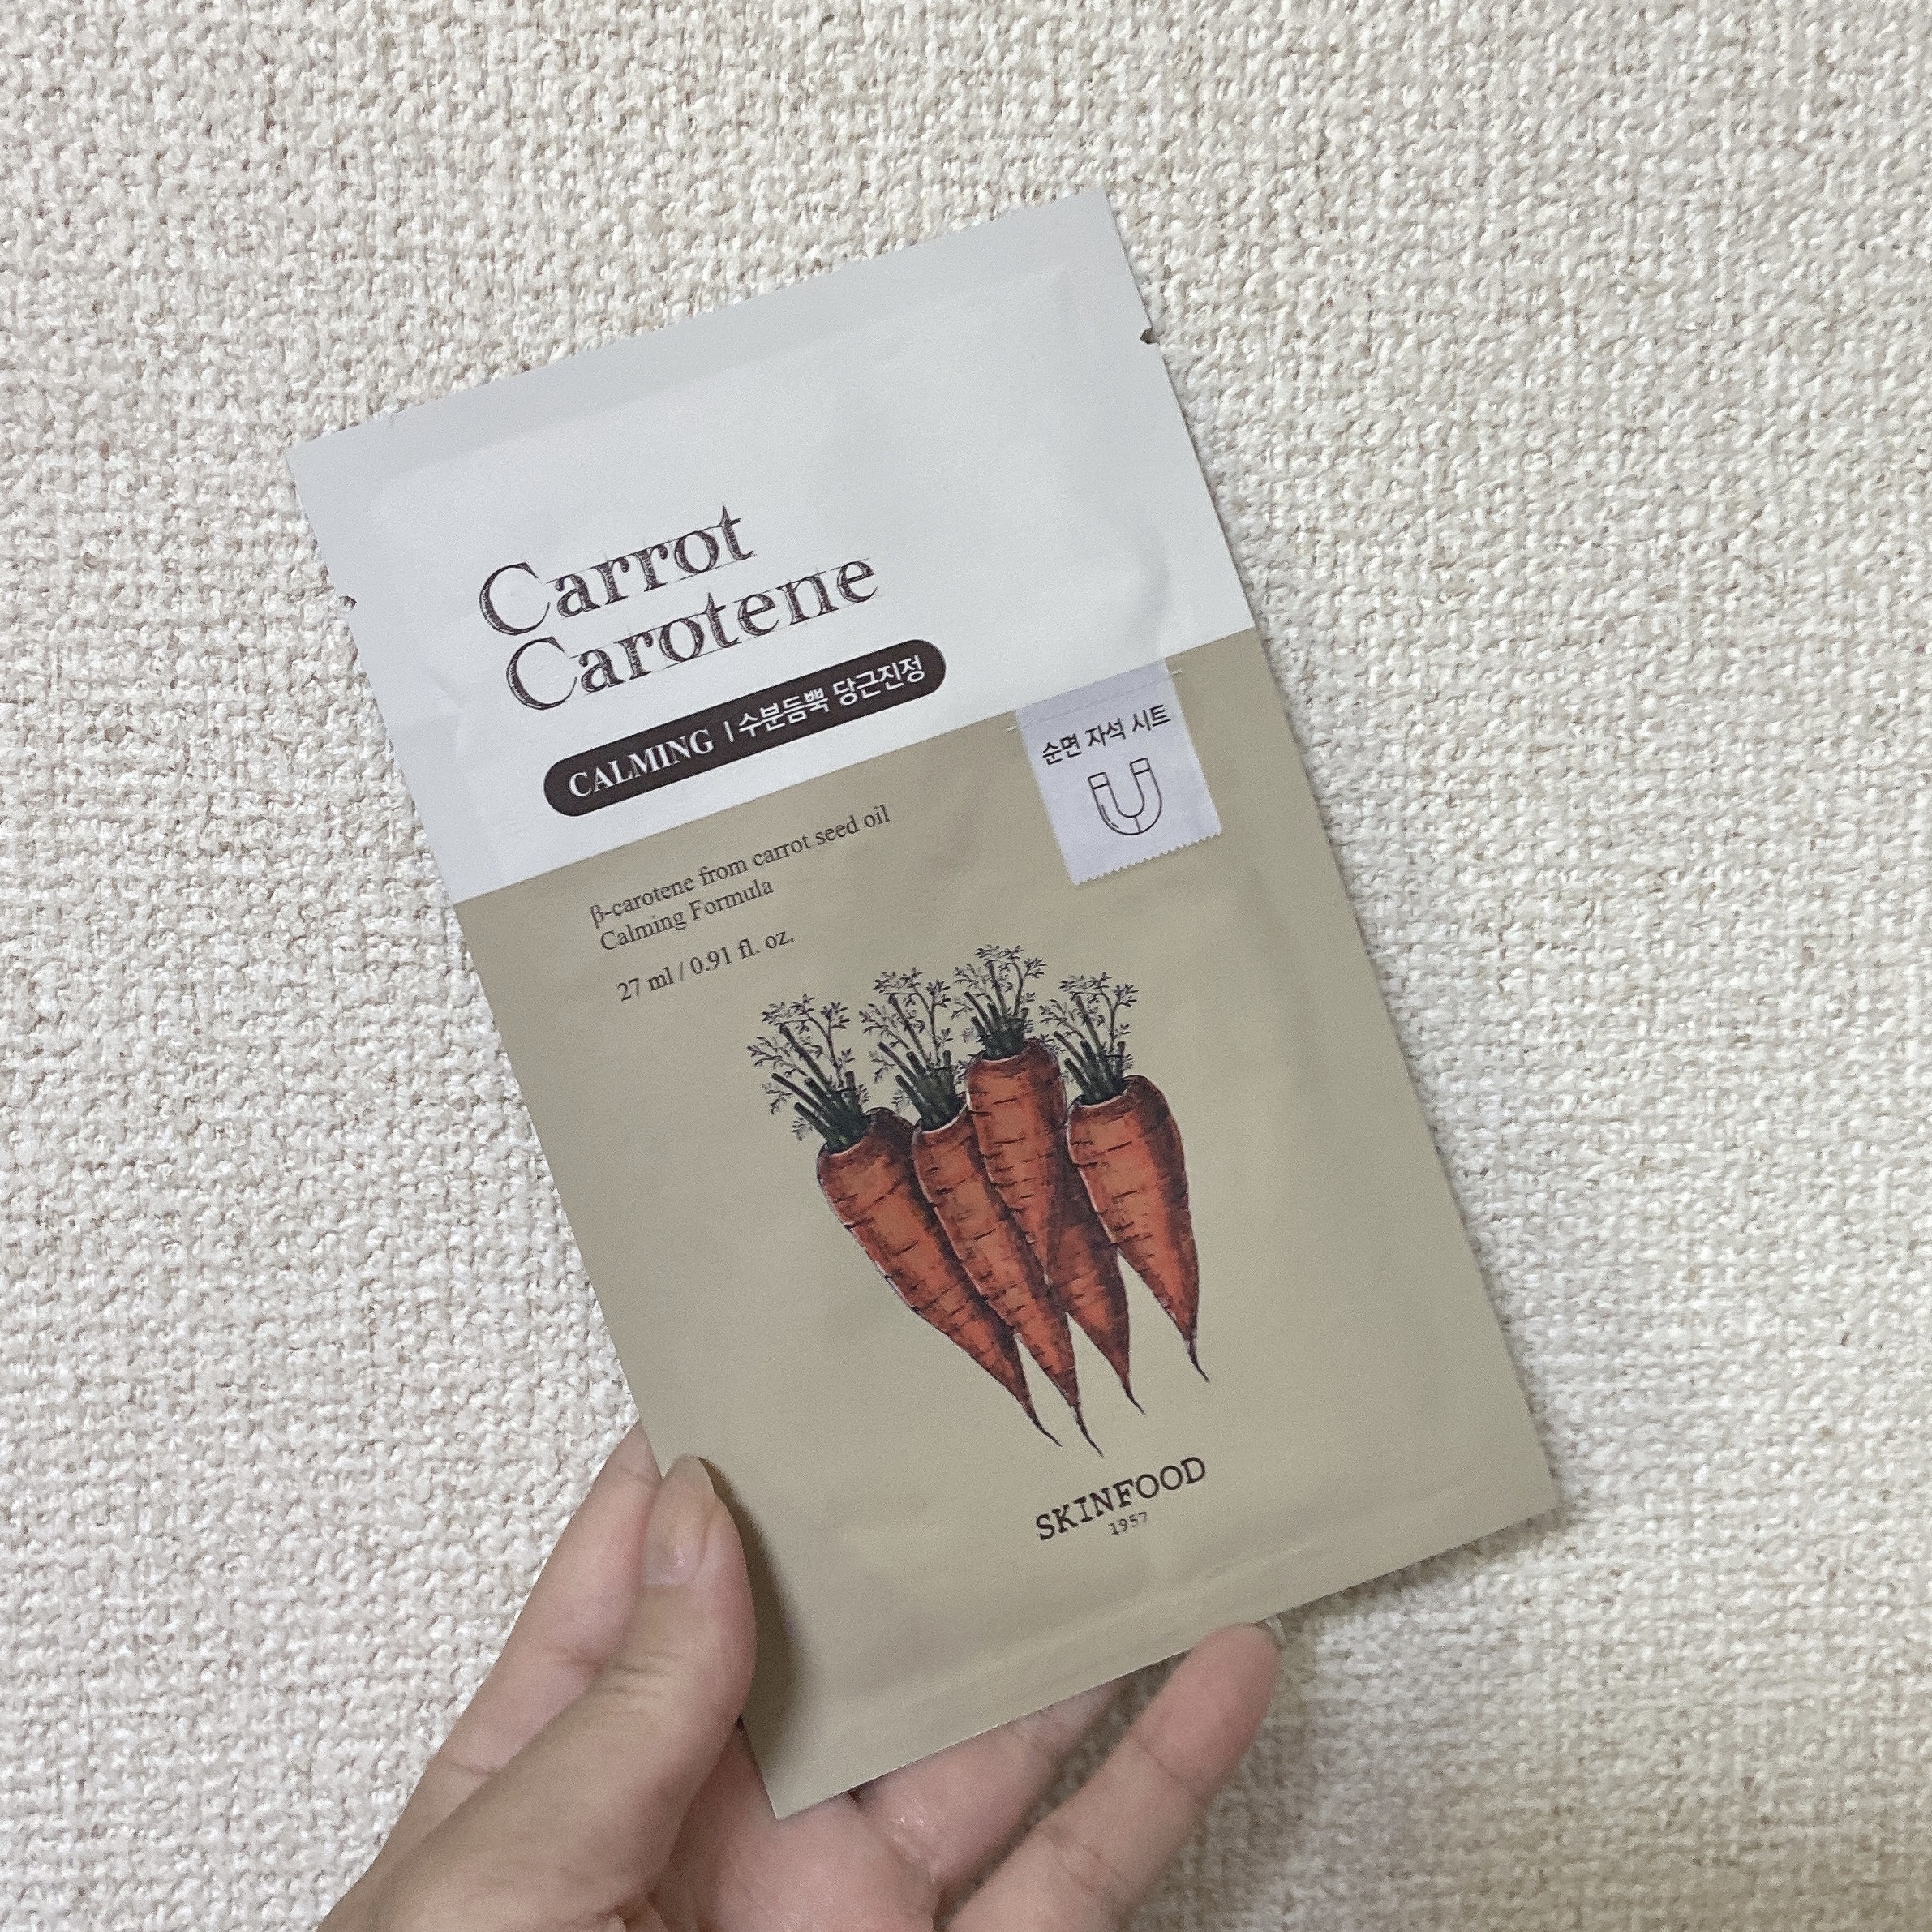 Carrot
Carotene
CALMING | 수분듬뿍 당근진정
순면 자석 시트
β-carotene from carrot seed oil
Calming Formula
27 ml / 0.91 fl. oz.
SKINFOOD
1957